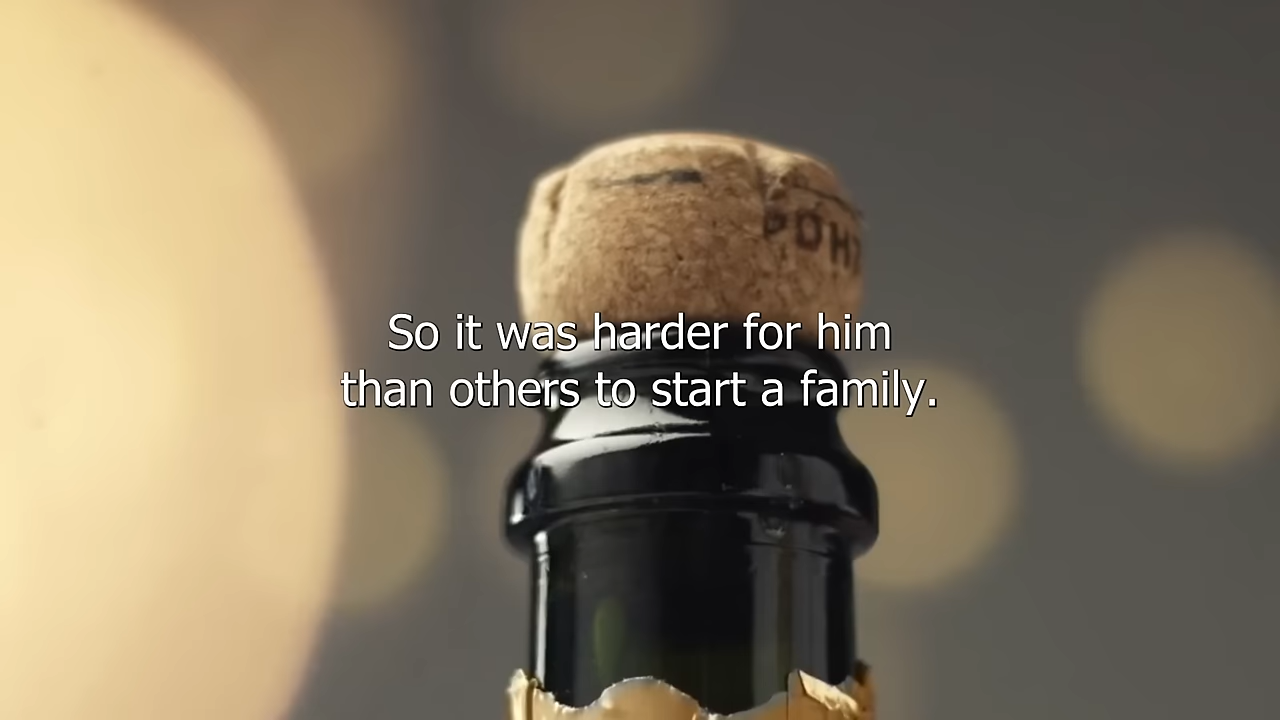 So it was harder for him
than others to start a family.